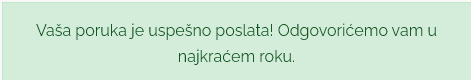 Vaša poruka je uspešno poslata! Odgovorićemo vam u
najkraćem roku.